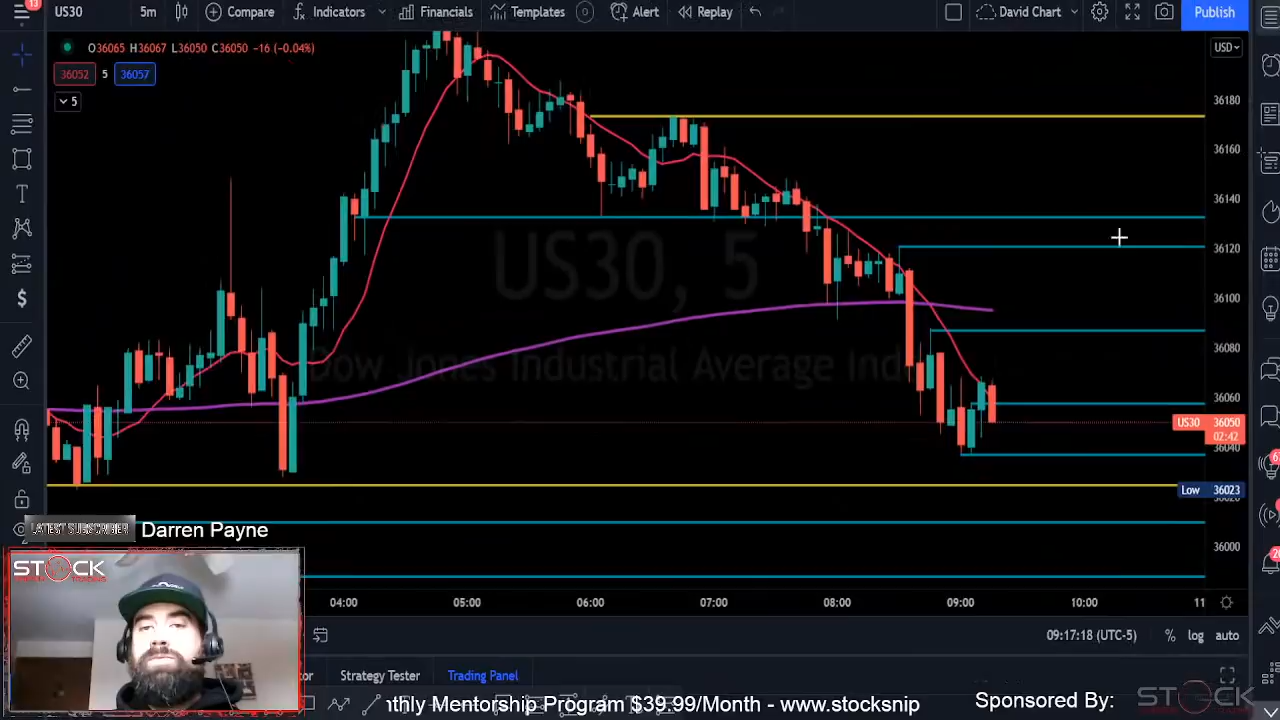 13
US30
5m
Compare
Indicators
Financials
Templates
Alert
Replay
David Chart
Publish
O36065 H36067 L36050 C36050 −16 (−0.04%)
USD
36052 5 36057
5
36180
36160
36140
36120
36100
36080
36060
US30 36050
02:42
36040
Low 36023
36000
US30, 5
Dow Jones Industrial Average Ind
LATEST SUBSCRIBER Darren Payne
STOCK
04:00 05:00 06:00 07:00 08:00 09:00 10:00 11
09:17:18 (UTC-5) % log auto
Strategy Tester Trading Panel
nthly Mentorship Program $39.99/Month - www.stocksnip
Sponsored By:
STOCK